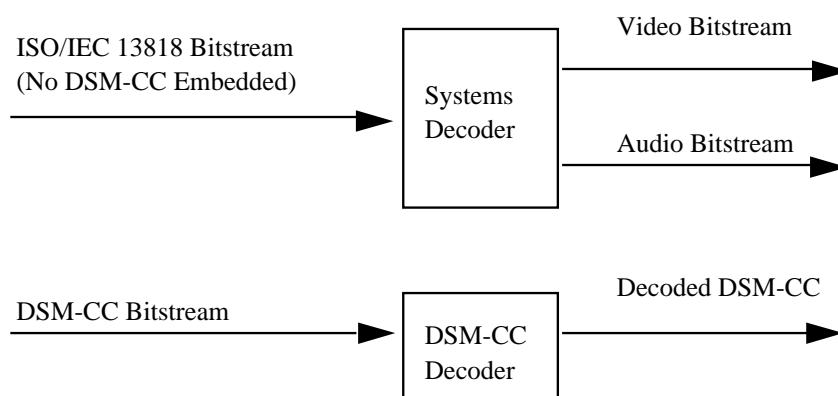 ISO/IEC 13818 Bitstream
(No DSM-CC Embedded)
Systems
Decoder
Video Bitstream
Audio Bitstream
DSM-CC Bitstream
DSM-CC
Decoder
Decoded DSM-CC